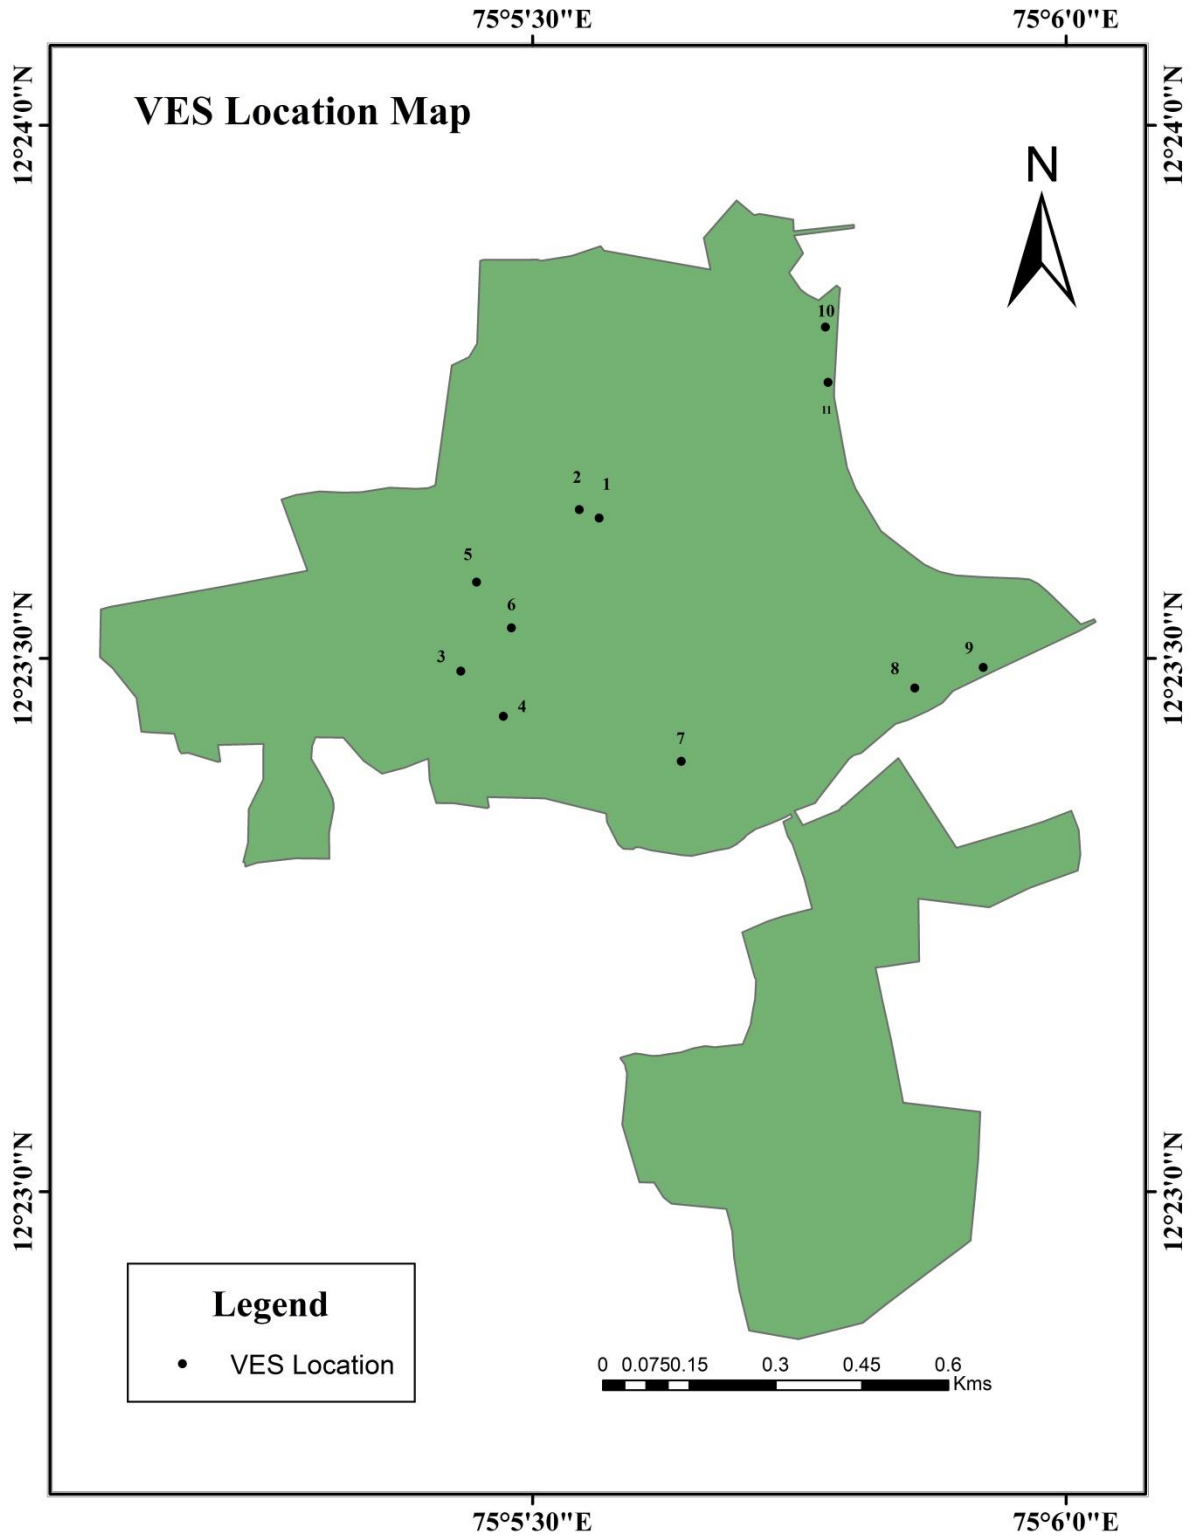 75°5'30"E 75°6'0"E
12°24'0"N 12°24'0"N
VES Location Map
N
10
11
2 1
5
6
3 9
8
4
7
12°23'30"N 12°23'30"N
12°23'0"N 12°23'0"N
Legend
VES Location
0 0.0750.15 0.3 0.45 0.6
Kms
75°5'30"E 75°6'0"E